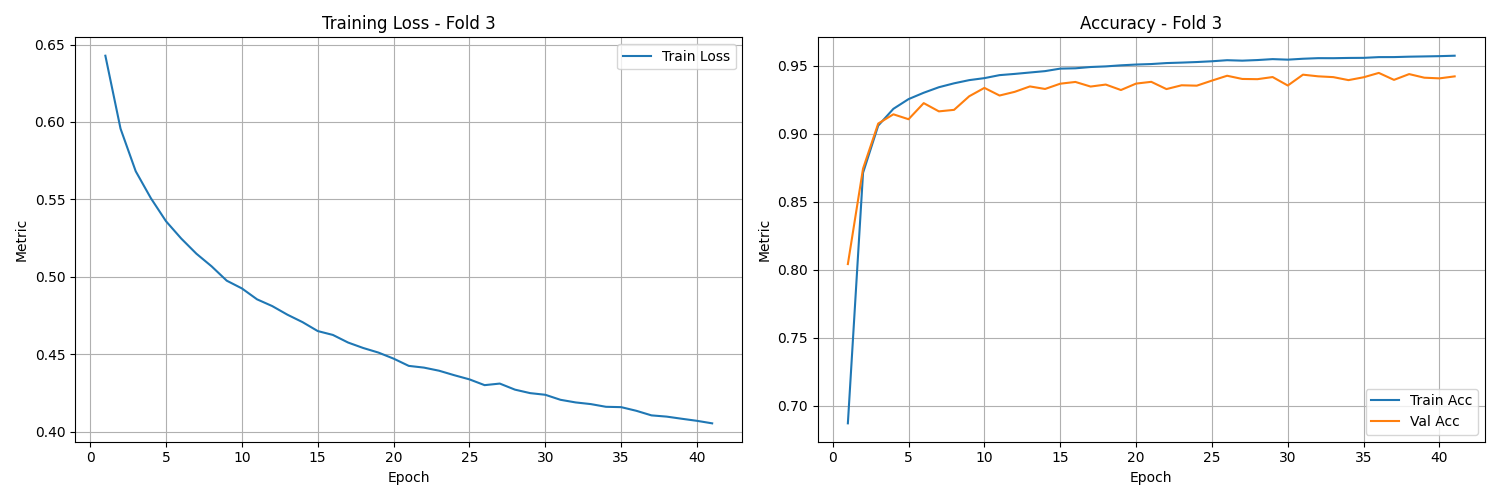 Training Loss - Fold 3
Train Loss
0.65
0.60
0.55
0.50
0.45
0.40
Metric
0 5 10 15 20 25 30 35 40
Epoch
Accuracy - Fold 3
0.95
0.90
0.85
0.80
0.75
0.70
Metric
Train Acc
Val Acc
0 5 10 15 20 25 30 35 40
Epoch